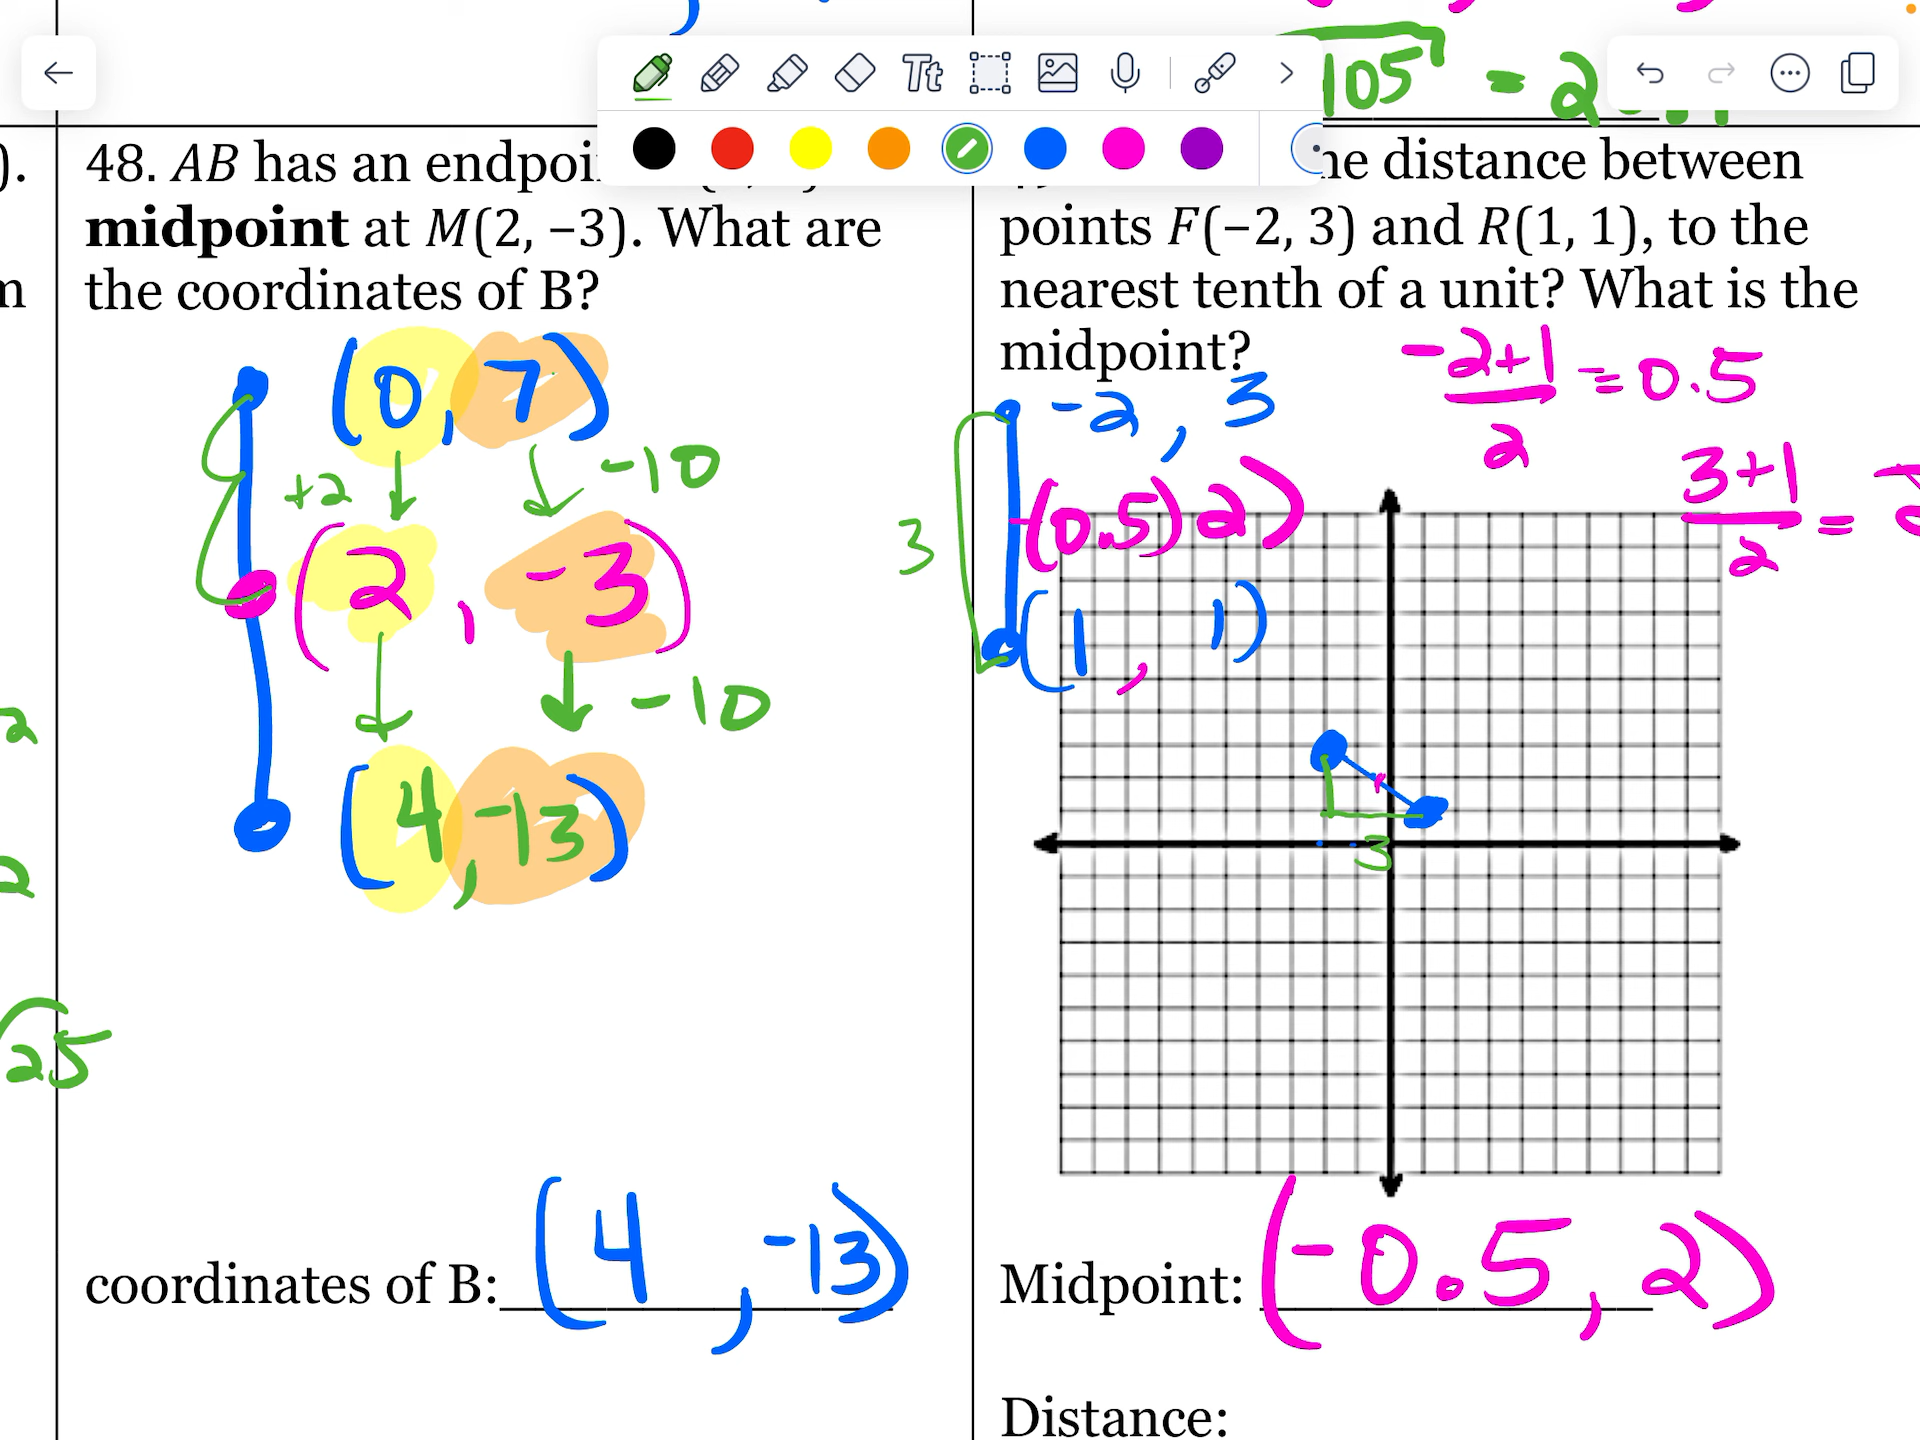 105 = 2
).
48. AB has an endpoi
midpoint at M(2, −3). What are
the coordinates of B?
m
(0, 7)
+2
-10
(2, -3)
-10
(4, -13)
2
2
25
coordinates of B: (4, -13)
he distance between
points F(−2, 3) and R(1, 1), to the
nearest tenth of a unit? What is the
midpoint?
-2+1
2
= 0.5
3+1
2
=
-2, 3
3
-(0.5) 2)
(1, 1)
3
Midpoint: (-0.5, 2)
Distance:
Tt